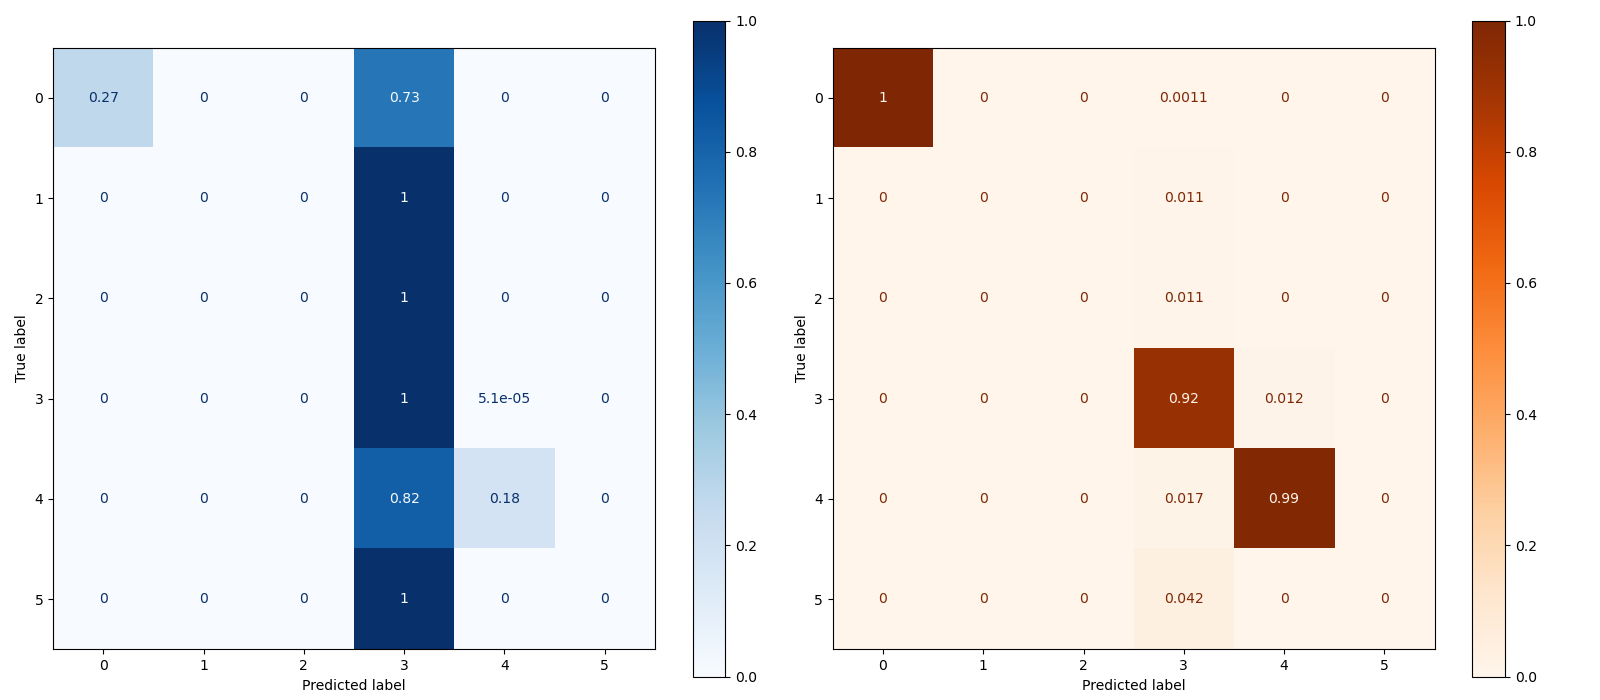 0 0.27 0 0 0.73 0 0
1 0 0 0 1 0 0
2 0 0 0 1 0 0
3 0 0 0 1 5.1e-05 0
4 0 0 0 0.82 0.18 0
5 0 0 0 1 0 0
0 1 2 3 4 5
Predicted label
True label
1.0
0.8
0.6
0.4
0.2
0.0
0 1 0 0 0.0011 0 0
1 0 0 0 0.011 0 0
2 0 0 0 0.011 0 0
3 0 0 0 0.92 0.012 0
4 0 0 0 0.017 0.99 0
5 0 0 0 0.042 0 0
0 1 2 3 4 5
Predicted label
True label
1.0
0.8
0.6
0.4
0.2
0.0